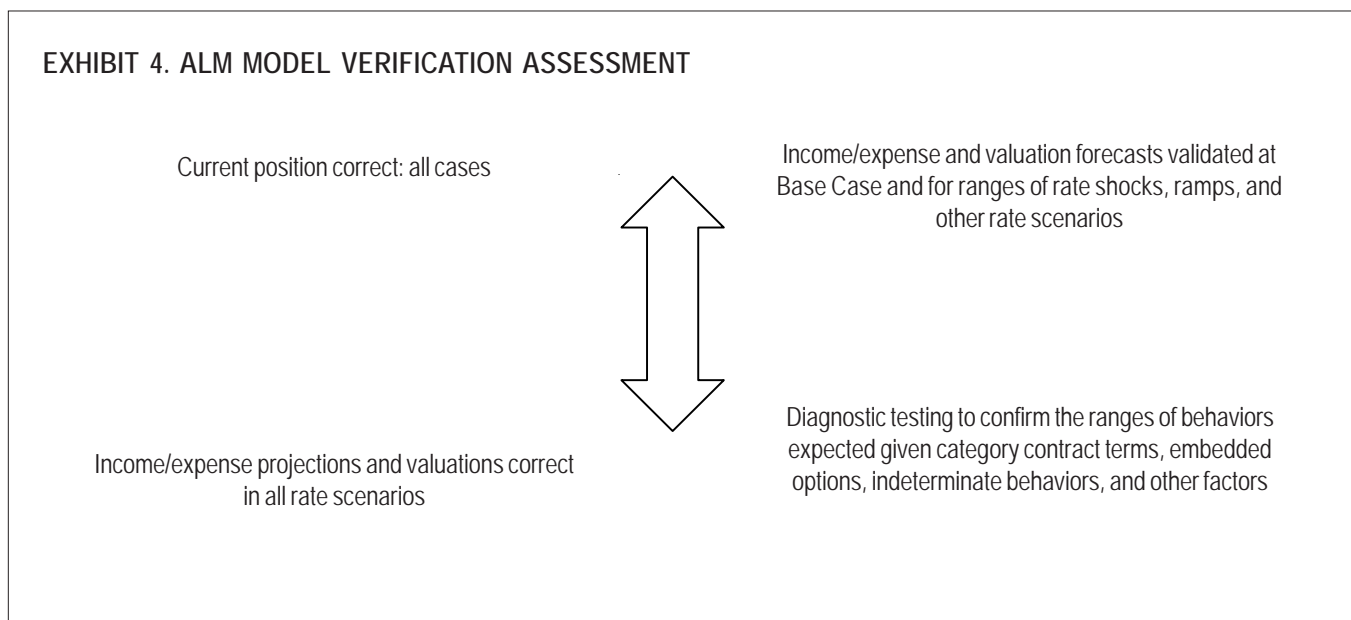 EXHIBIT 4. ALM MODEL VERIFICATION ASSESSMENT
Current position correct: all cases
Income/expense and valuation forecasts validated at
Base Case and for ranges of rate shocks, ramps, and
other rate scenarios
Income/expense projections and valuations correct
in all rate scenarios
Diagnostic testing to confirm the ranges of behaviors
expected given category contract terms, embedded
options, indeterminate behaviors, and other factors